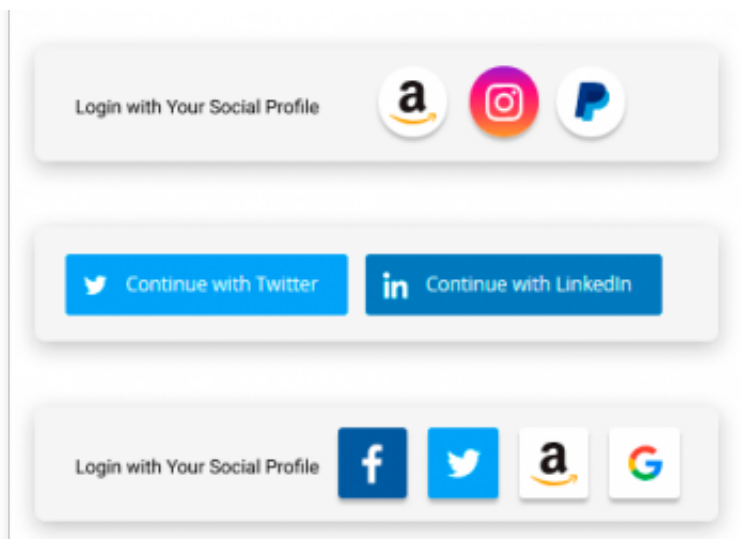 Login with Your Social Profile
Continue with Twitter
Continue with LinkedIn
Login with Your Social Profile